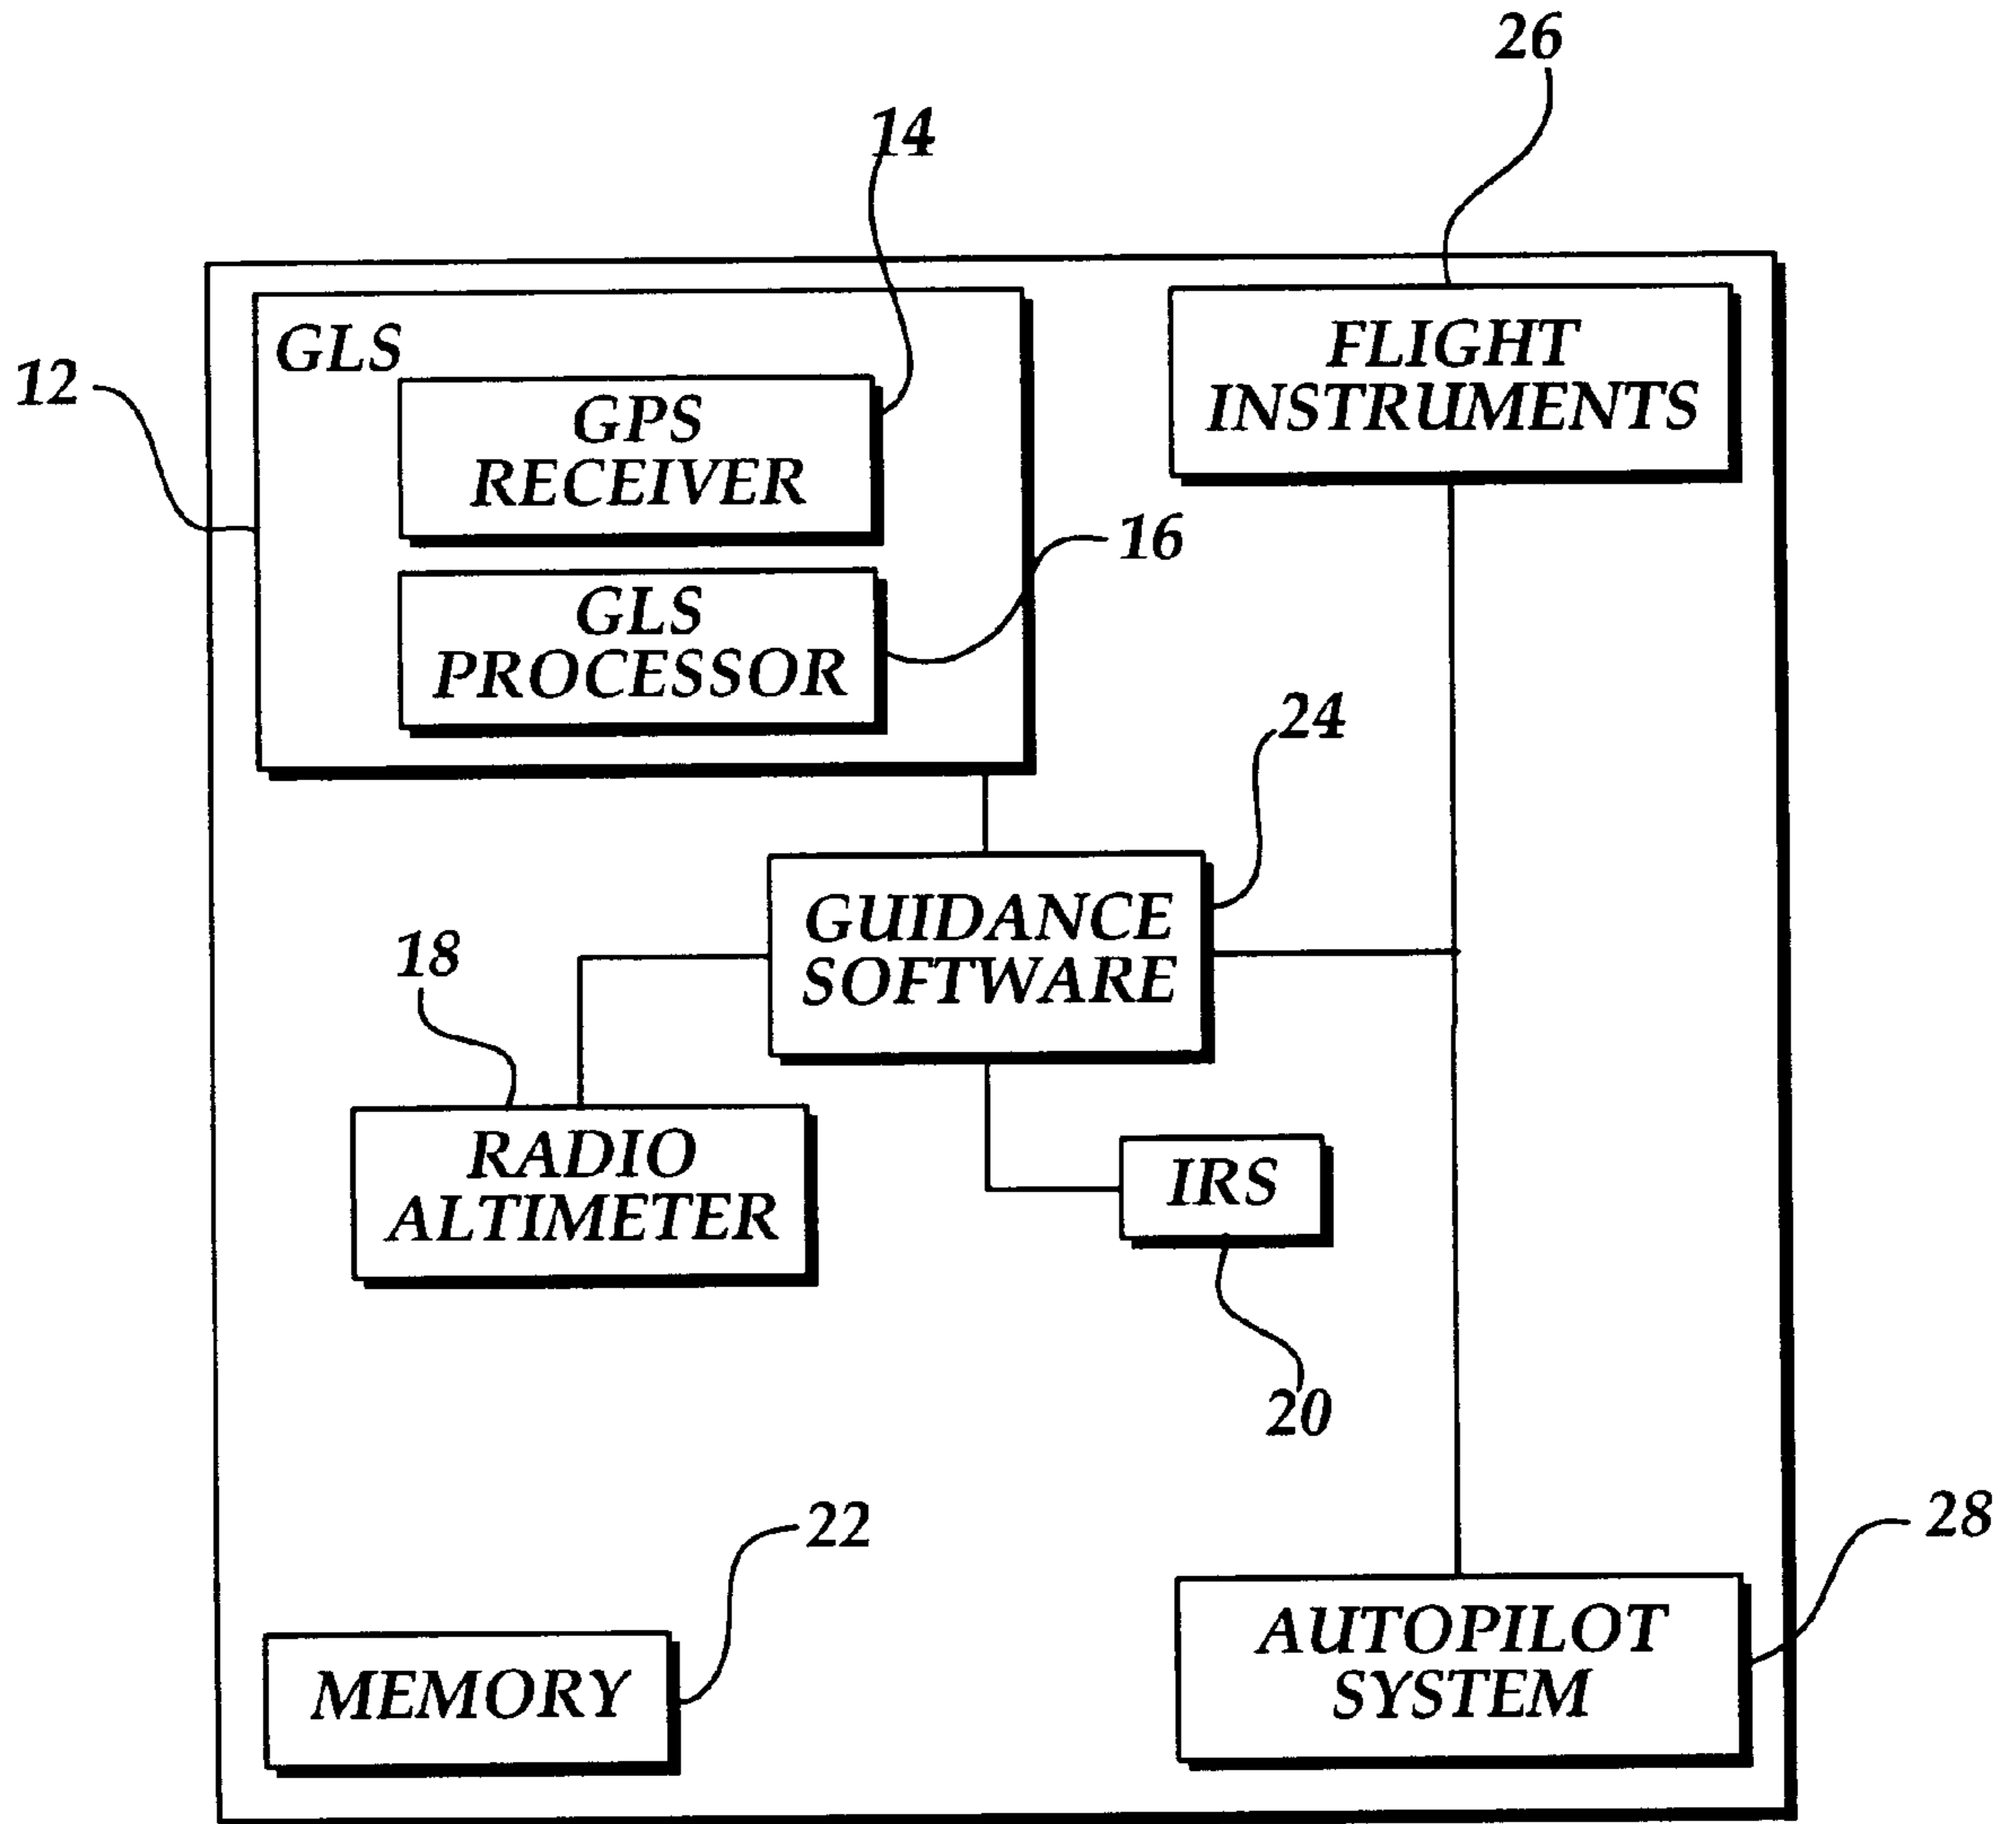 26
14
GLS
12
GPS
RECEIVER
FLIGHT
INSTRUMENTS
16
GLS
PROCESSOR
24
GUIDANCE
SOFTWARE
18
RADIO
ALTIMETER
IRS
20
22
28
MEMORY
AUTOPILOT
SYSTEM